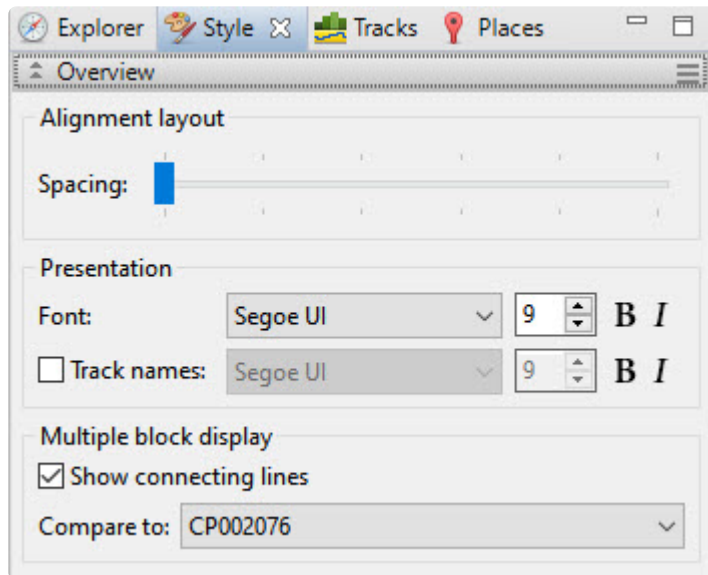 Explorer Style Tracks Places
Overview
Alignment layout
Spacing:
Presentation
Font: Segoe UI 9 B I
Track names: Segoe UI 9 B I
Multiple block display
Show connecting lines
Compare to: CP002076